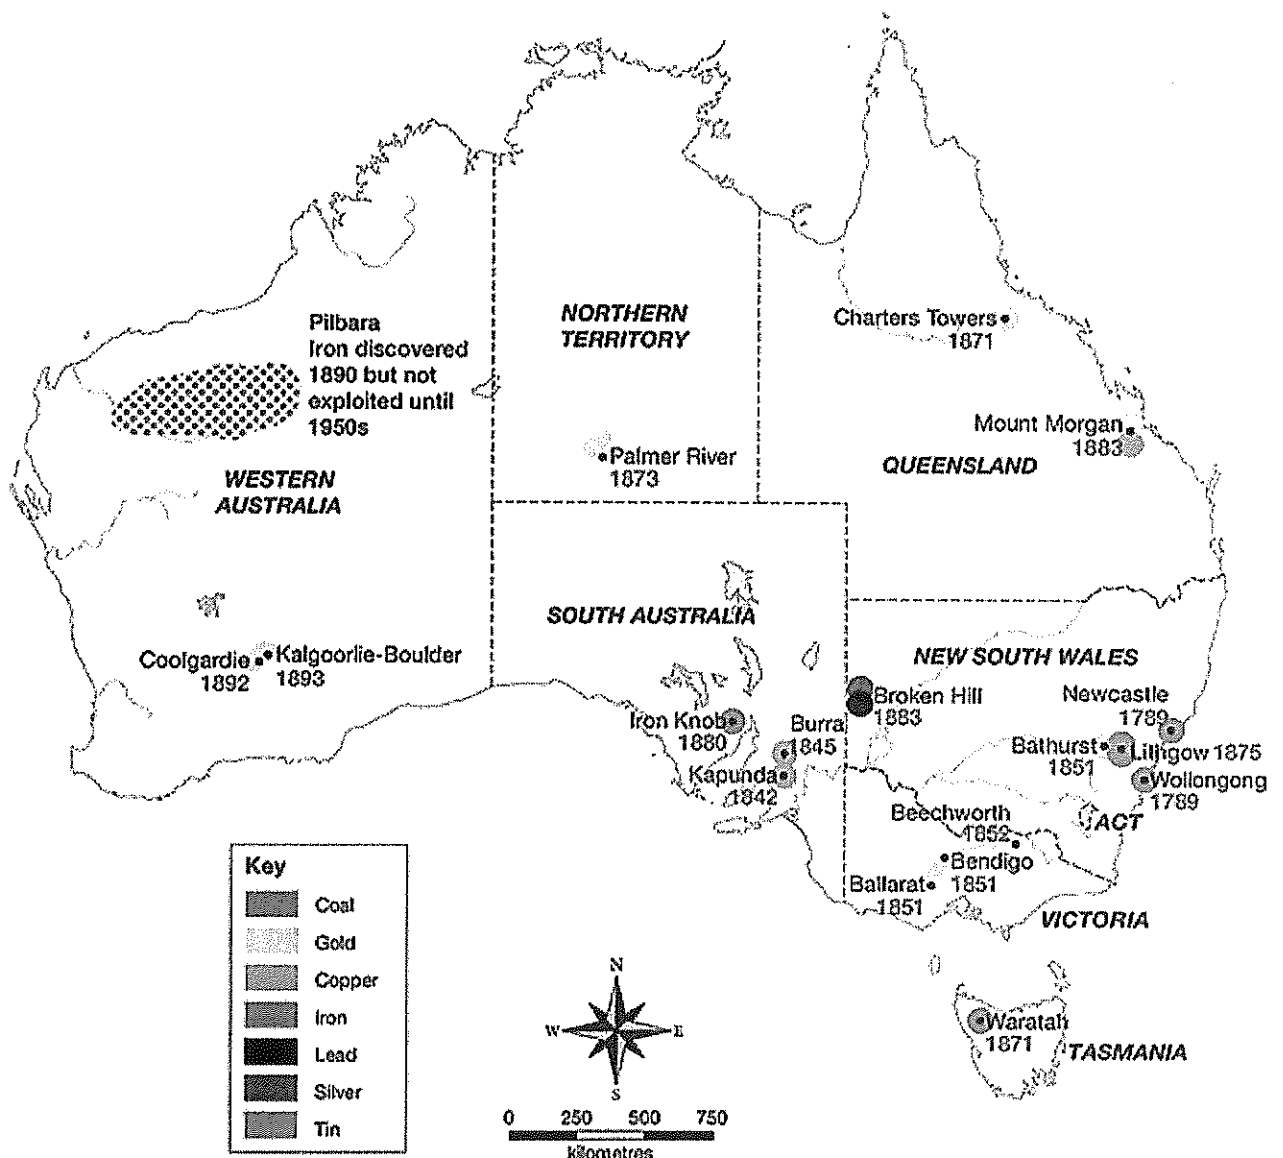 Pilbara
Iron discovered
1890 but not
exploited until
1950s
NORTHERN
TERRITORY
Charters Towers
1871
Mount Morgan
1883
Palmer River
1873
QUEENSLAND
WESTERN
AUSTRALIA
SOUTH AUSTRALIA
Coolgardie
1892
Kalgoorlie-Boulder
1893
NEW SOUTH WALES
Broken Hill
1883
Newcastle
1789
Iron Knob
1880
Burra
1845
Bathurst
1851
Lithgow 1875
Kapunda
1842
Wollongong
1789
ACT
Beechworth
1852
Bendigo
1851
Ballarat
1851
VICTORIA
Waratah
1871
TASMANIA
Key
Coal
Gold
Copper
Iron
Lead
Silver
Tin
N
W E
S
0 250 500 750
kilometres